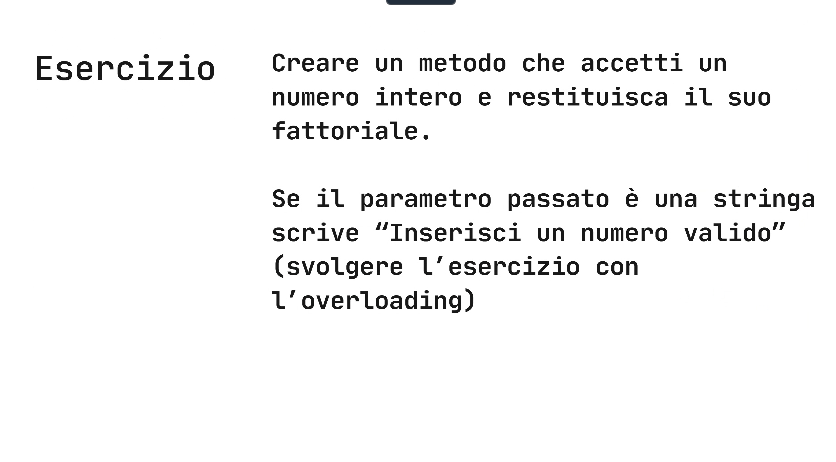 Esercizio
Creare un metodo che accetti un
numero intero e restituisca il suo
fattoriale.
Se il parametro passato è una stringa
scrive “Inserisci un numero valido”
(svolgere l’esercizio con
l’overloading)